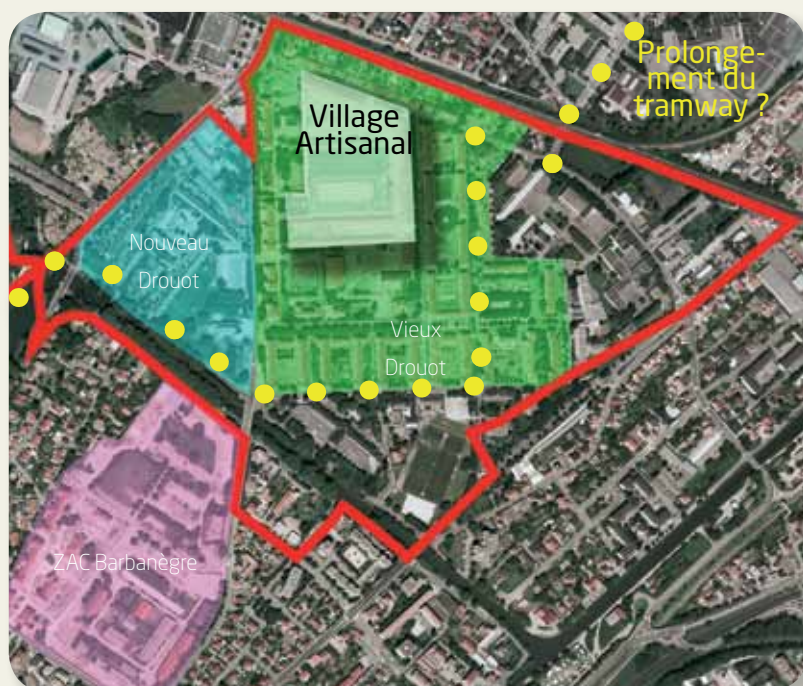 Prolonge-
ment du
tramway ?
Village
Artisanal
Nouveau
Drouot
Vieux
Drouot
ZAC Barbanègre